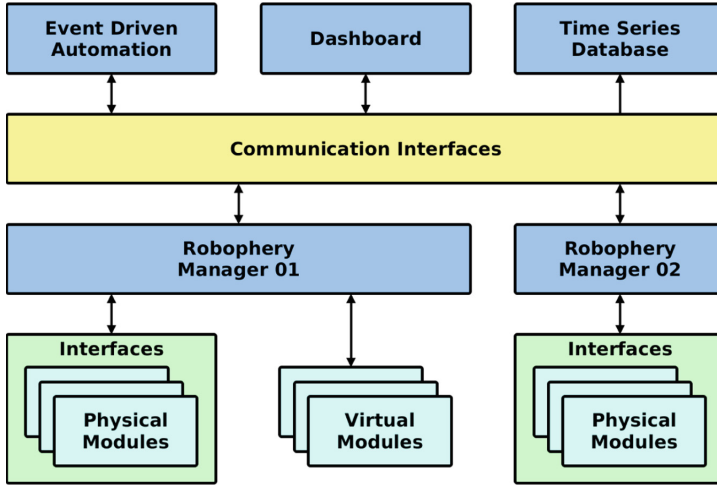 Event Driven
Automation
Dashboard
Time Series
Database
Communication Interfaces
Robophery
Manager 01
Robophery
Manager 02
Interfaces
Physical
Modules
Virtual
Modules
Interfaces
Physical
Modules